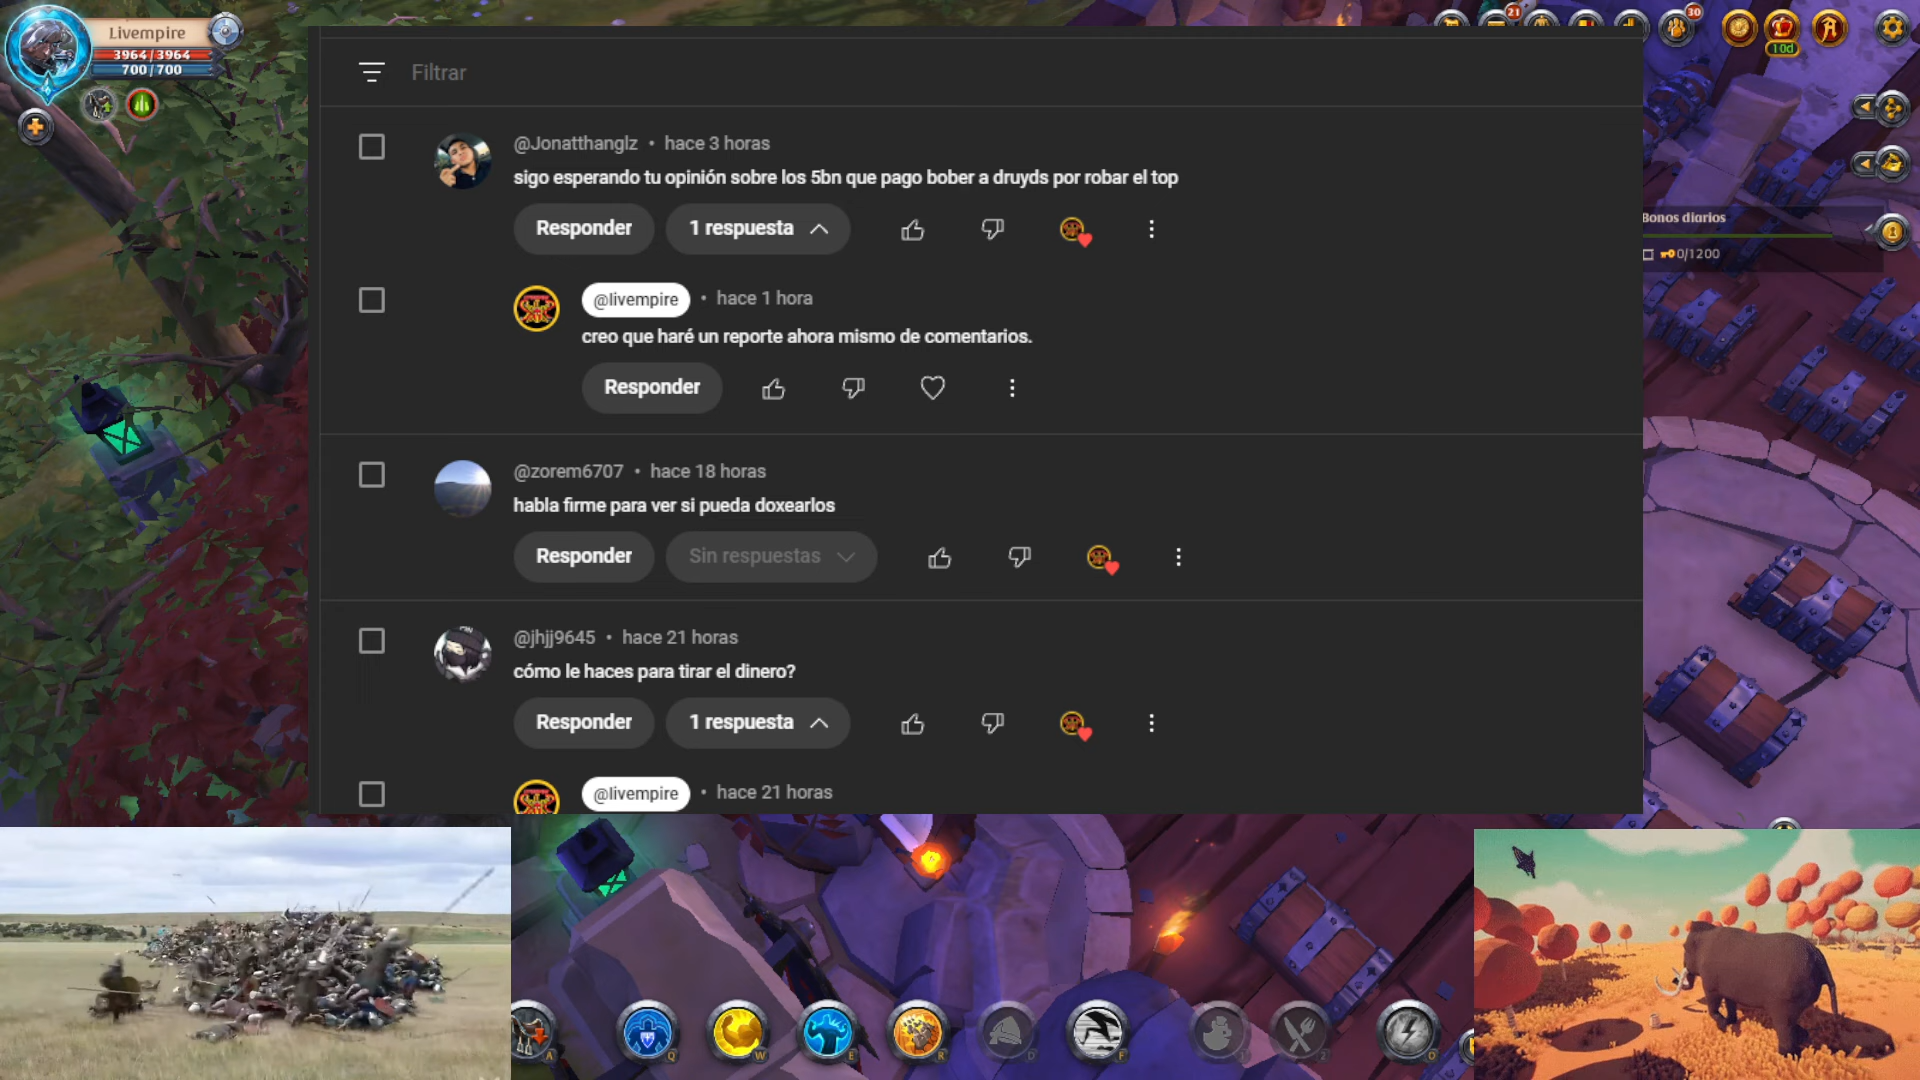 Livempire
3964/3964
700/700
21
30
10d
Filtrar
@Jonatthanglz • hace 3 horas
sigo esperando tu opinión sobre los 5bn que pago bober a druyds por robar el top
Responder
1 respuesta
@livempire • hace 1 hora
creo que haré un reporte ahora mismo de comentarios.
Responder
@zorem6707 • hace 18 horas
habla firme para ver si pueda doxearlos
Responder
Sin respuestas
@jhjj9645 • hace 21 horas
cómo le haces para tirar el dinero?
Responder
1 respuesta
@livempire • hace 21 horas
Bonos diarios
0/1200
A
Q
W
E
R
D
F
1
2
O